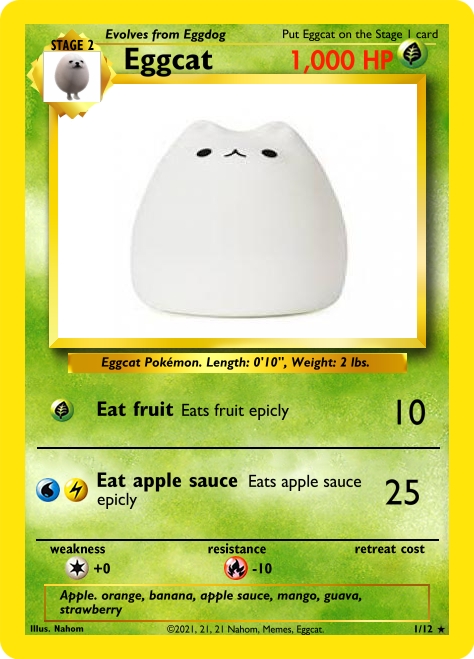 Evolves from Eggdog
Put Eggcat on the Stage 1 card
STAGE 2
Eggcat
1,000 HP
Eggcat Pokémon. Length: 0'10", Weight: 2 lbs.
Eat fruit Eats fruit epicly
10
Eat apple sauce Eats apple sauce
epicly
25
weakness
resistance
retreat cost
+0
-10
Apple. orange, banana, apple sauce, mango, guava,
strawberry
Illus. Nahom
©2021, 21, 21 Nahom, Memes, Eggcat.
1/12 ★